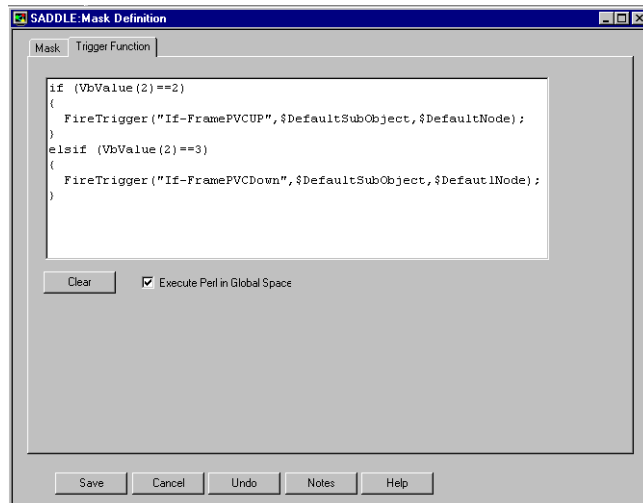 SADDLE:Mask Definition
Mask Trigger Function
if (VbValue(2)==2)
{
FireTrigger("If-FramePVCUP",$DefaultSubObject,$DefaultNode);
}
elsif (VbValue(2)==3)
{
FireTrigger("If-FramePVCDown",$DefaultSubObject,$Defaut1Node);
}
Clear Execute Perl in Global Space
Save Cancel Undo Notes Help